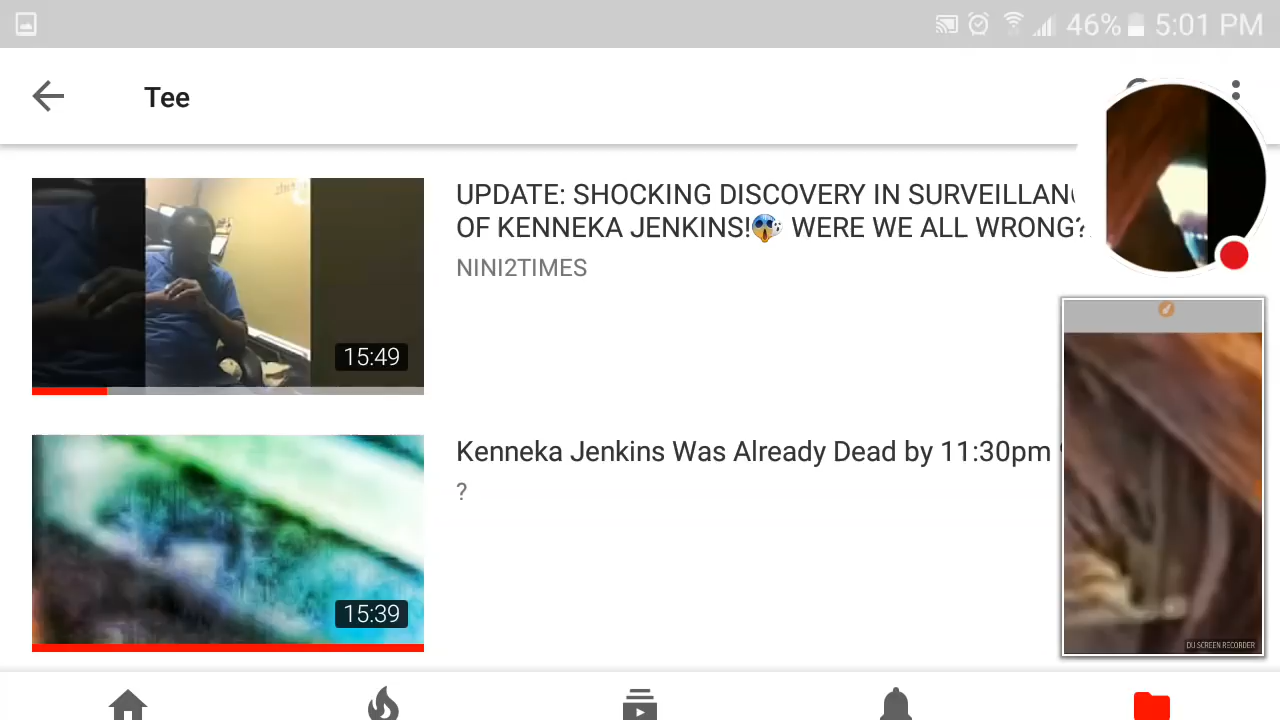 46% 5:01 PM
Tee
UPDATE: SHOCKING DISCOVERY IN
OF KENNEKA JENKINS!😱 WERE WE ALL WRONG?
NINI2TIMES
15:49
Kenneka Jenkins Was Already Dead by 11:30pm
?
15:39
DU SCREEN RECORDER